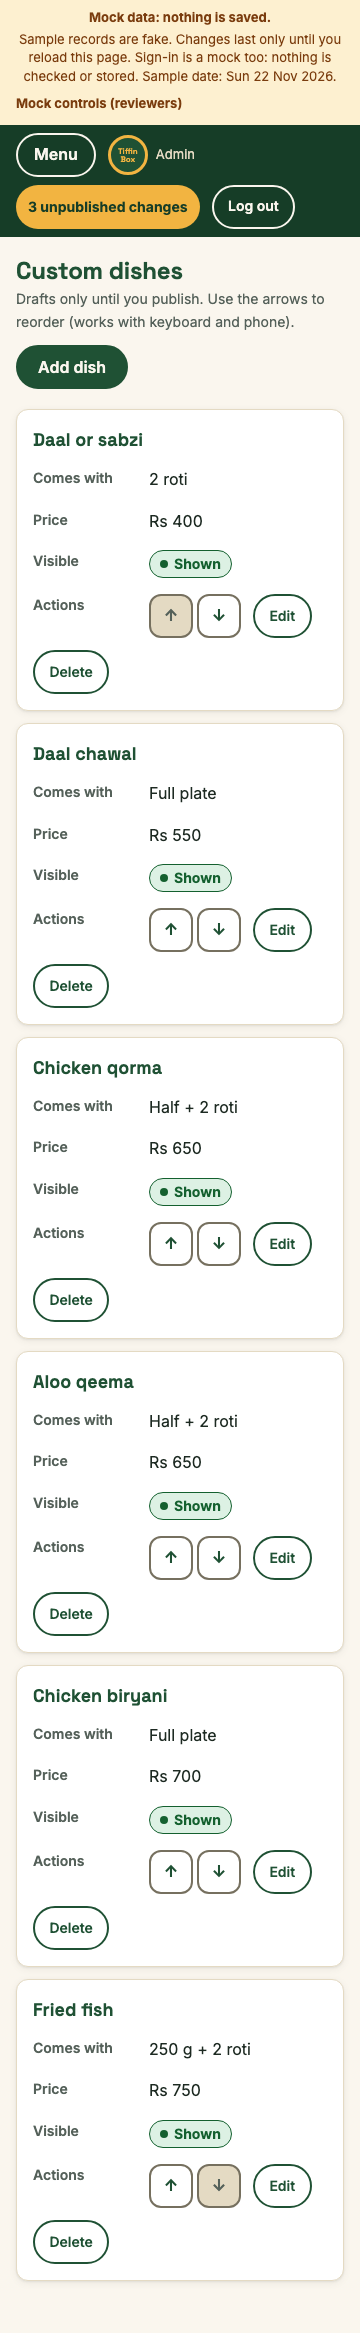 Mock data: nothing is saved.
Sample records are fake. Changes last only until you
reload this page. Sign-in is a mock too: nothing is
checked or stored. Sample date: Sun 22 Nov 2026.
Mock controls (reviewers)
Menu
Tiffin
Box
Admin
3 unpublished changes
Log out
Custom dishes
Drafts only until you publish. Use the arrows to
reorder (works with keyboard and phone).
Add dish
Daal or sabzi
Comes with 2 roti
Price Rs 400
Visible Shown
Actions ↑ ↓ Edit
Delete
Daal chawal
Comes with Full plate
Price Rs 550
Visible Shown
Actions ↑ ↓ Edit
Delete
Chicken qorma
Comes with Half + 2 roti
Price Rs 650
Visible Shown
Actions ↑ ↓ Edit
Delete
Aloo qeema
Comes with Half + 2 roti
Price Rs 650
Visible Shown
Actions ↑ ↓ Edit
Delete
Chicken biryani
Comes with Full plate
Price Rs 700
Visible Shown
Actions ↑ ↓ Edit
Delete
Fried fish
Comes with 250 g + 2 roti
Price Rs 750
Visible Shown
Actions ↑ ↓ Edit
Delete